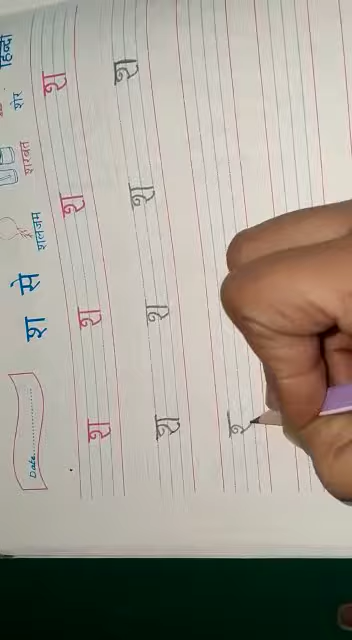 हिन्दी
Date...............
श से शलजम शरबत शेर
श श श श
श श श श